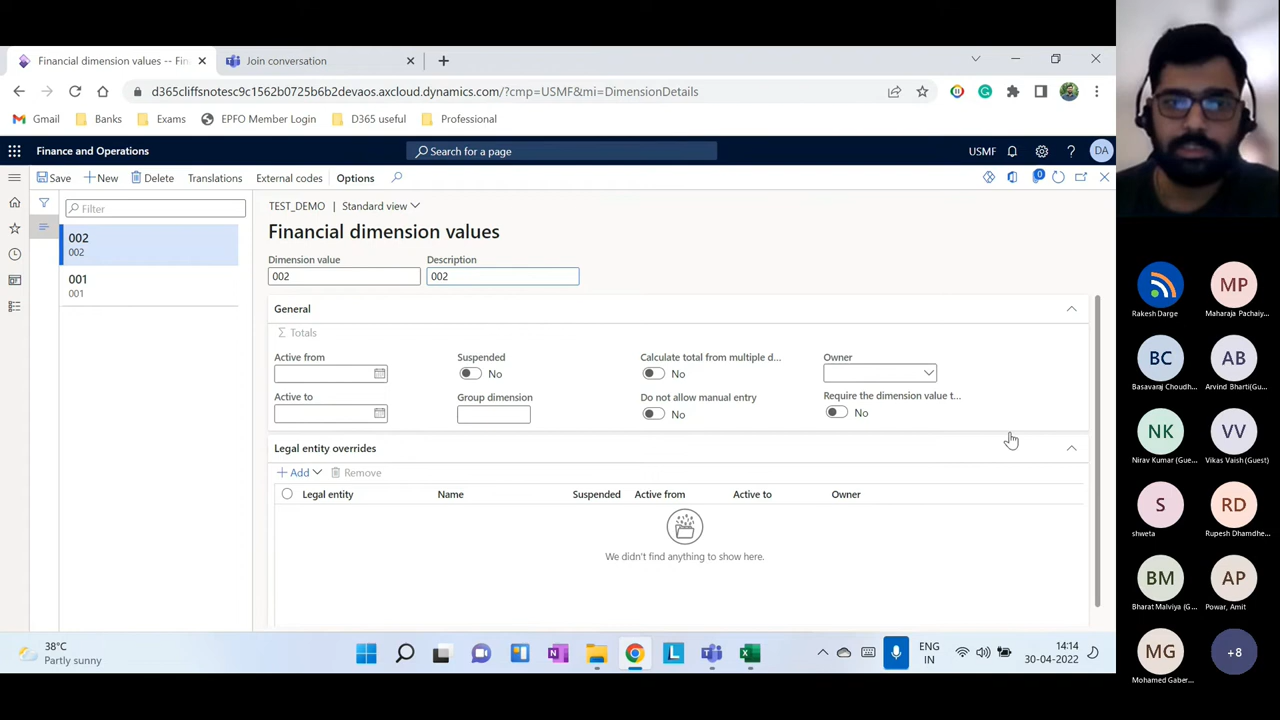 Financial dimension values -- Fin
Join conversation
d365cliffsnotesc9c1562b0725b6b2devaos.axcloud.dynamics.com/?cmp=USMF&mi=DimensionDetails
Gmail
Banks
Exams
EPFO Member Login
D365 useful
Professional
Finance and Operations
Search for a page
USMF
DA
Save
New
Delete
Translations
External codes
Options
0
Filter
002
002
001
001
TEST_DEMO | Standard view
Financial dimension values
Dimension value
Description
002
002
General
Totals
Active from
Suspended
Calculate total from multiple d...
Owner
No
No
Active to
Group dimension
Do not allow manual entry
Require the dimension value t...
No
No
Legal entity overrides
Add
Remove
Legal entity
Name
Suspended
Active from
Active to
Owner
We didn't find anything to show here.
38°C
Partly sunny
L
ENG
IN
14:14
30-04-2022
Rakesh Darge
MP
Maharaja Pachaiy...
BC
Basavaraj Choudh...
AB
Arvind Bharti(Gu...
NK
Nirav Kumar (Gue...
VV
Vikas Vaish (Guest)
S
shweta
RD
Rupesh Dhamdhe...
BM
Bharat Malviya (G...
AP
Powar, Amit
MG
Mohamed Gaber...
+8